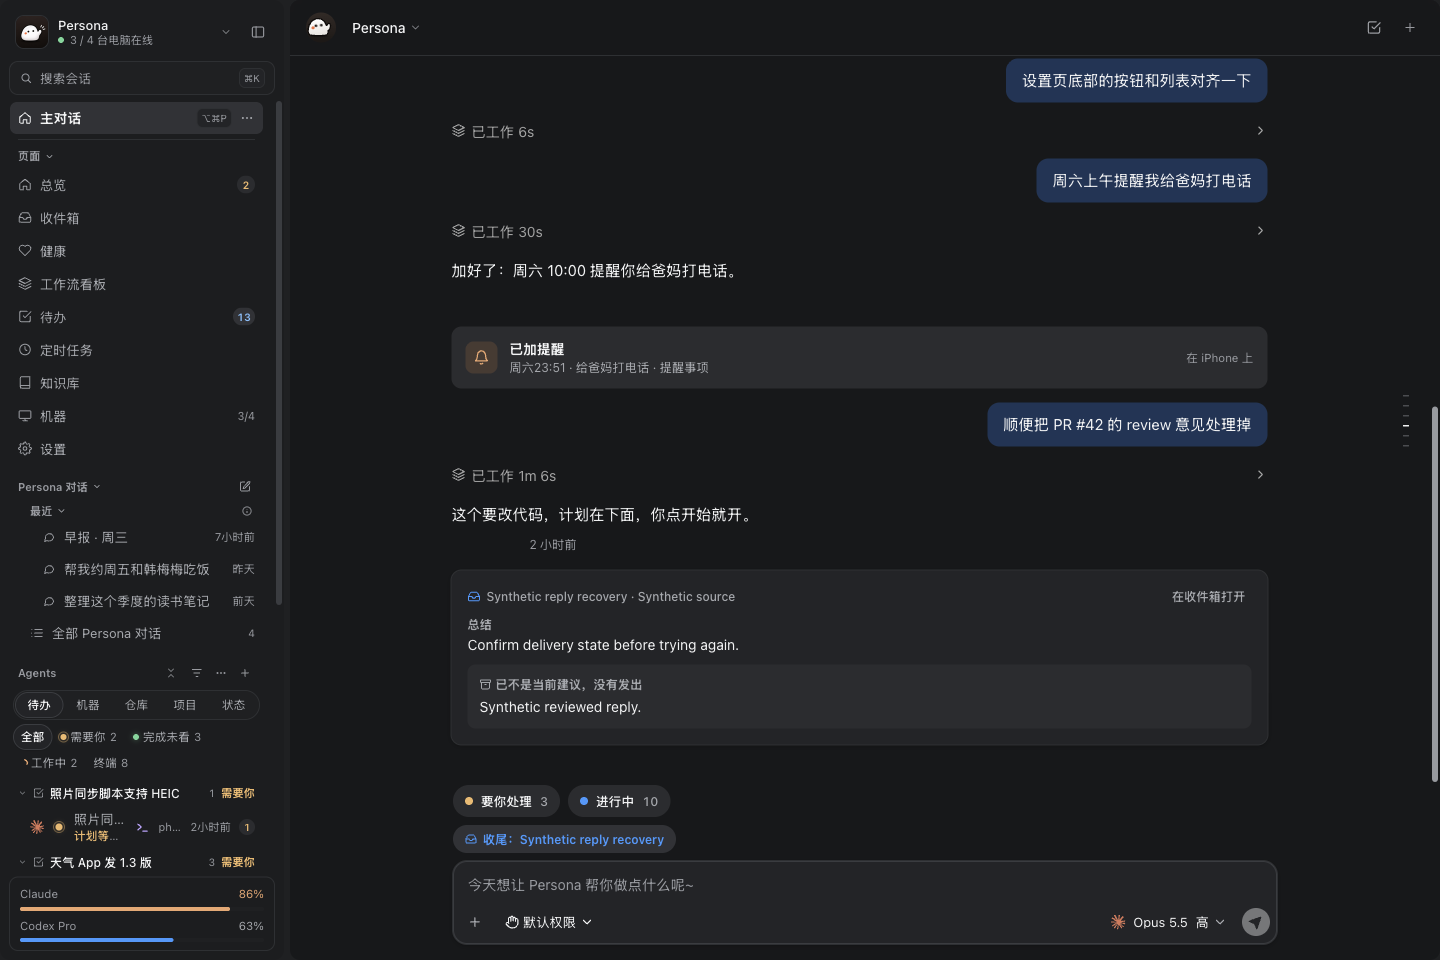 Persona
3 / 4 台电脑在线
搜索会话
⌘K
主对话
⌥⌘P
页面
总览
2
收件箱
健康
工作流看板
待办
13
定时任务
知识库
机器
3/4
设置
Persona 对话
最近
早报 · 周三
7小时前
帮我约周五和韩梅梅吃饭
昨天
整理这个季度的读书笔记
前天
全部 Persona 对话
4
Agents
待办
机器
仓库
项目
状态
全部
需要你 2
完成未看 3
工作中 2
终端 8
照片同步脚本支持 HEIC
1 需要你
照片同...
计划等...
ph...
2小时前
1
天气 App 发 1.3 版
3 需要你
Claude
86%
Codex Pro
63%
Persona
设置页底部的按钮和列表对齐一下
已工作 6s
周六上午提醒我给爸妈打电话
已工作 30s
加好了：周六 10:00 提醒你给爸妈打电话。
已加提醒
周六23:51 · 给爸妈打电话 · 提醒事项
在 iPhone 上
顺便把 PR #42 的 review 意见处理掉
已工作 1m 6s
这个要改代码，计划在下面，你点开始就开。
2 小时前
Synthetic reply recovery · Synthetic source
在收件箱打开
总结
Confirm delivery state before trying again.
已不是当前建议，没有发出
Synthetic reviewed reply.
要你处理 3
进行中 10
收尾：Synthetic reply recovery
今天想让 Persona 帮你做点什么呢~
默认权限
Opus 5.5 高